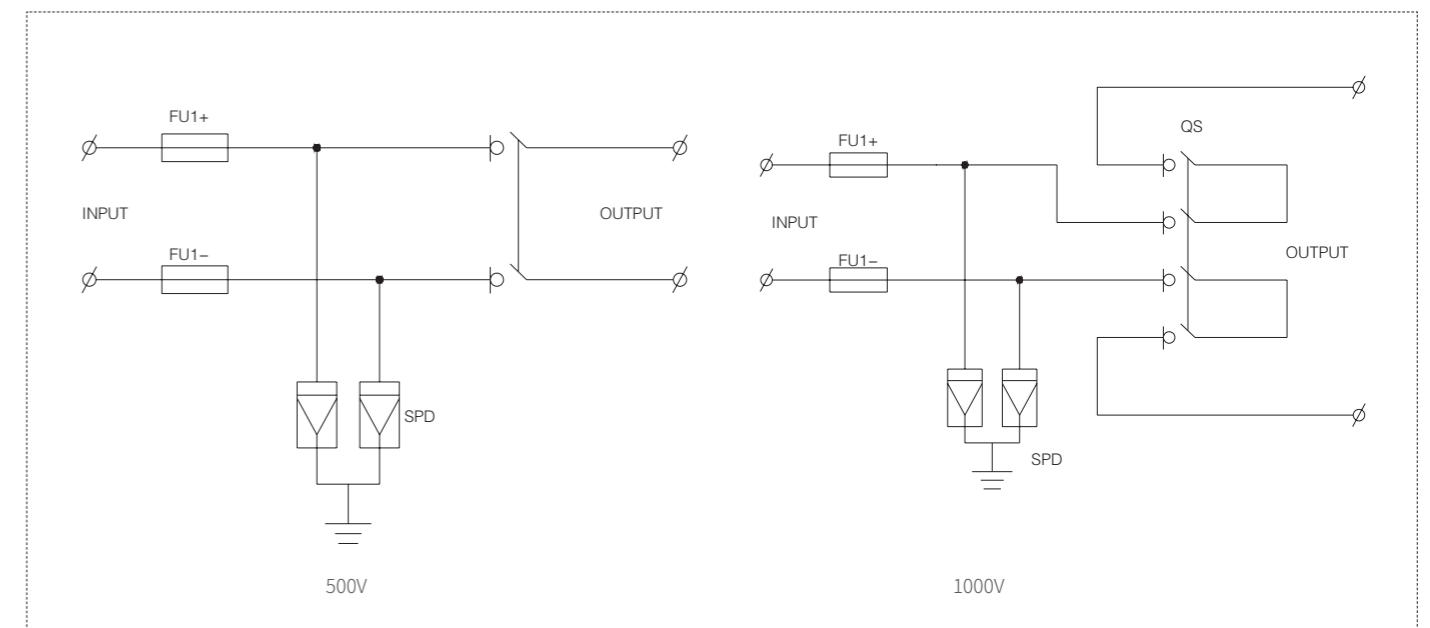 FU1+
INPUT
OUTPUT
FU1–
SPD
500V
QS
FU1+
INPUT
OUTPUT
FU1–
SPD
1000V